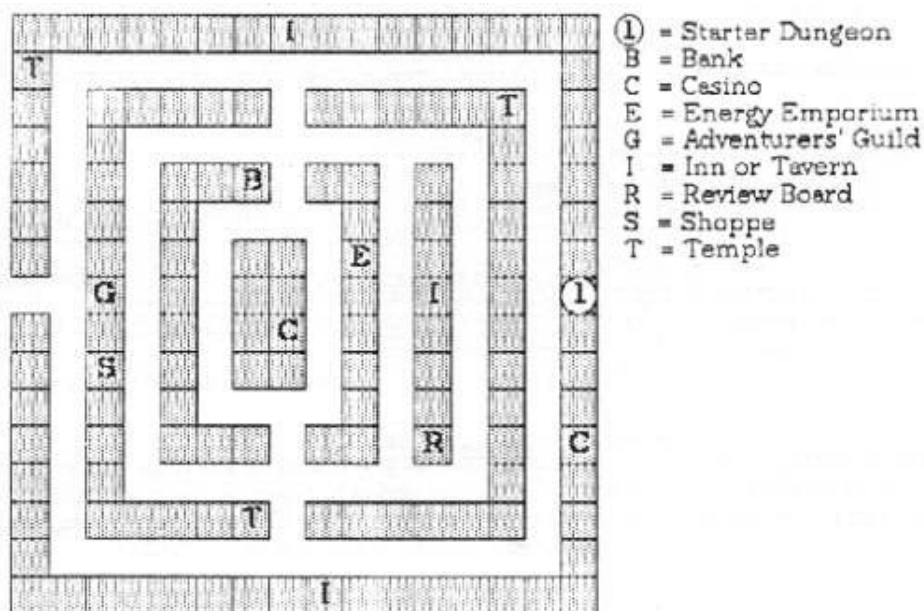 I
T
T
B
E
G
I
1
C
S
R
C
T
I
1 = Starter Dungeon
B = Bank
C = Casino
E = Energy Emporium
G = Adventurers' Guild
I = Inn or Tavern
R = Review Board
S = Shoppe
T = Temple